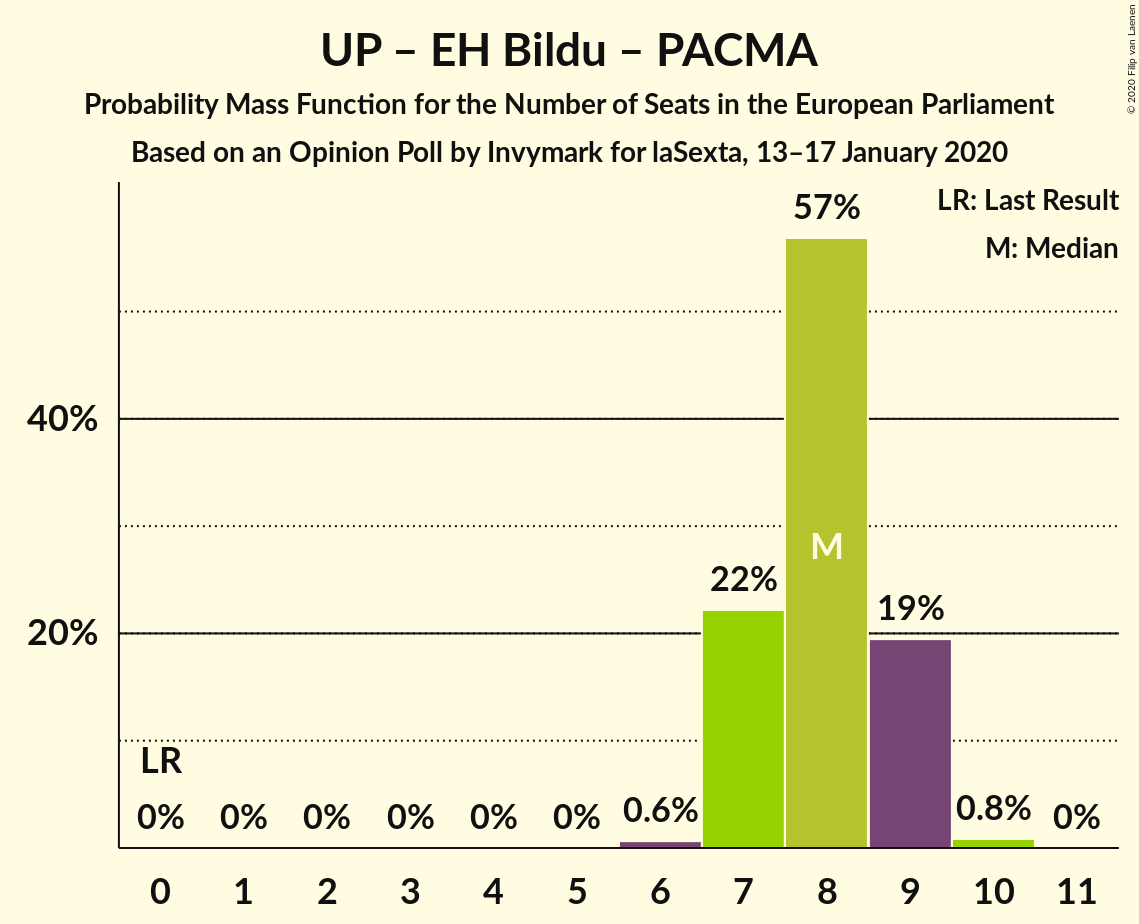 UP – EH Bildu – PACMA
Probability Mass Function for the Number of Seats in the European Parliament
Based on an Opinion Poll by Invymark for laSexta, 13–17 January 2020
© 2020 Filip van Laenen
LR: Last Result
M: Median
57%
40%
M
22%
19%
20%
LR
0% 0% 0% 0% 0% 0% 0.6% 0.8% 0%
0 1 2 3 4 5 6 7 8 9 10 11